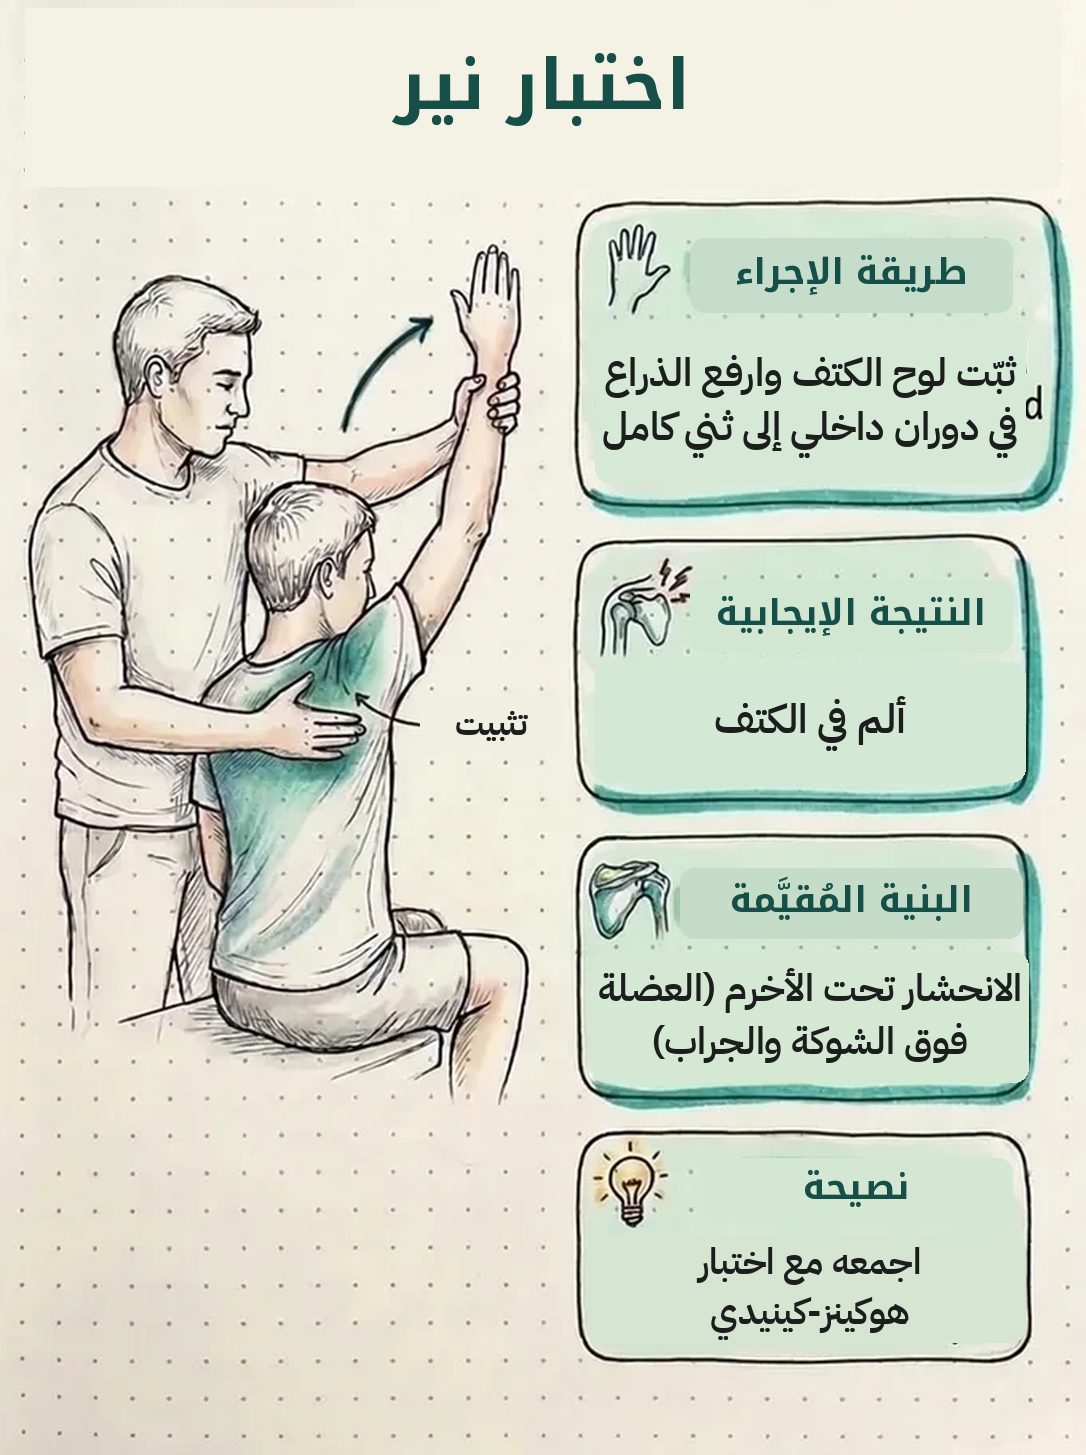 اختبار نير
طريقة الإجراء
ثبّت لوح الكتف وارفع الذراع
في دوران داخلي إلى ثني كامل
d
النتيجة الإيجابية
ألم في الكتف
تثبيت
البنية المُقيَّمة
الانحشار تحت الأخرم (العضلة
فوق الشوكة والجراب)
نصيحة
اجمعه مع اختبار
هوكينز-كينيدي